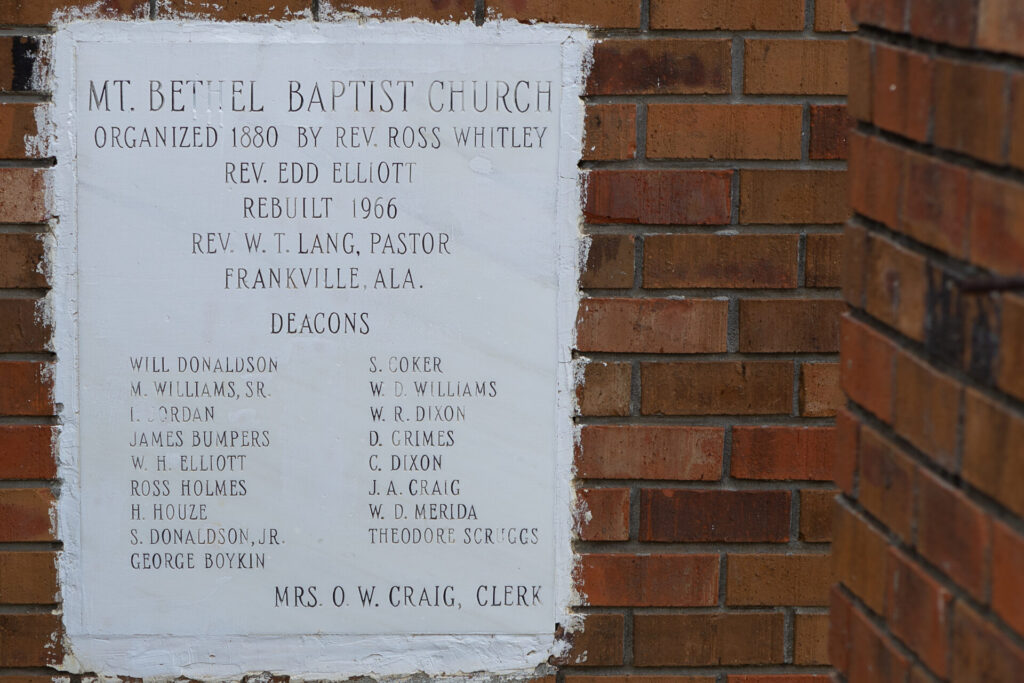 MT. BETHEL BAPTIST CHURCH
ORGANIZED 1880 BY REV. ROSS WHITLEY
REV. EDD ELLIOTT
REBUILT 1966
REV. W. T. LANG, PASTOR
FRANKVILLE, ALA.
DEACONS
WILL DONALDSON
M. WILLIAMS, SR.
I. JORDAN
JAMES BUMPERS
W. H. ELLIOTT
ROSS HOLMES
H. HOUZE
S. DONALDSON, JR.
GEORGE BOYKIN
S. COKER
W. D. WILLIAMS
W. R. DIXON
D. GRIMES
C. DIXON
J. A. CRAIG
W. D. MERIDA
THEODORE SCRUGGS
MRS. O. W. CRAIG, CLERK